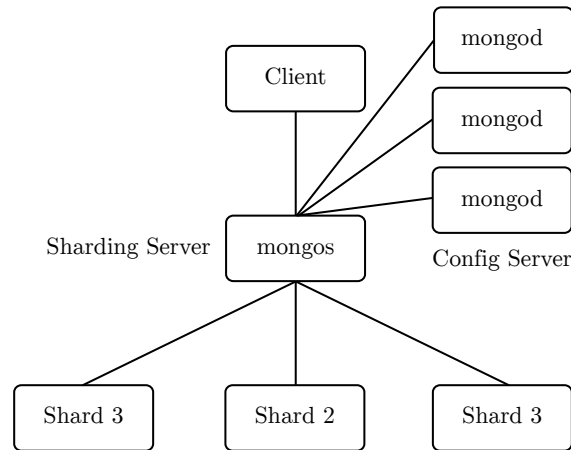 mongod
Client
mongod
mongod
Sharding Server
mongos
Config Server
Shard 3
Shard 2
Shard 3